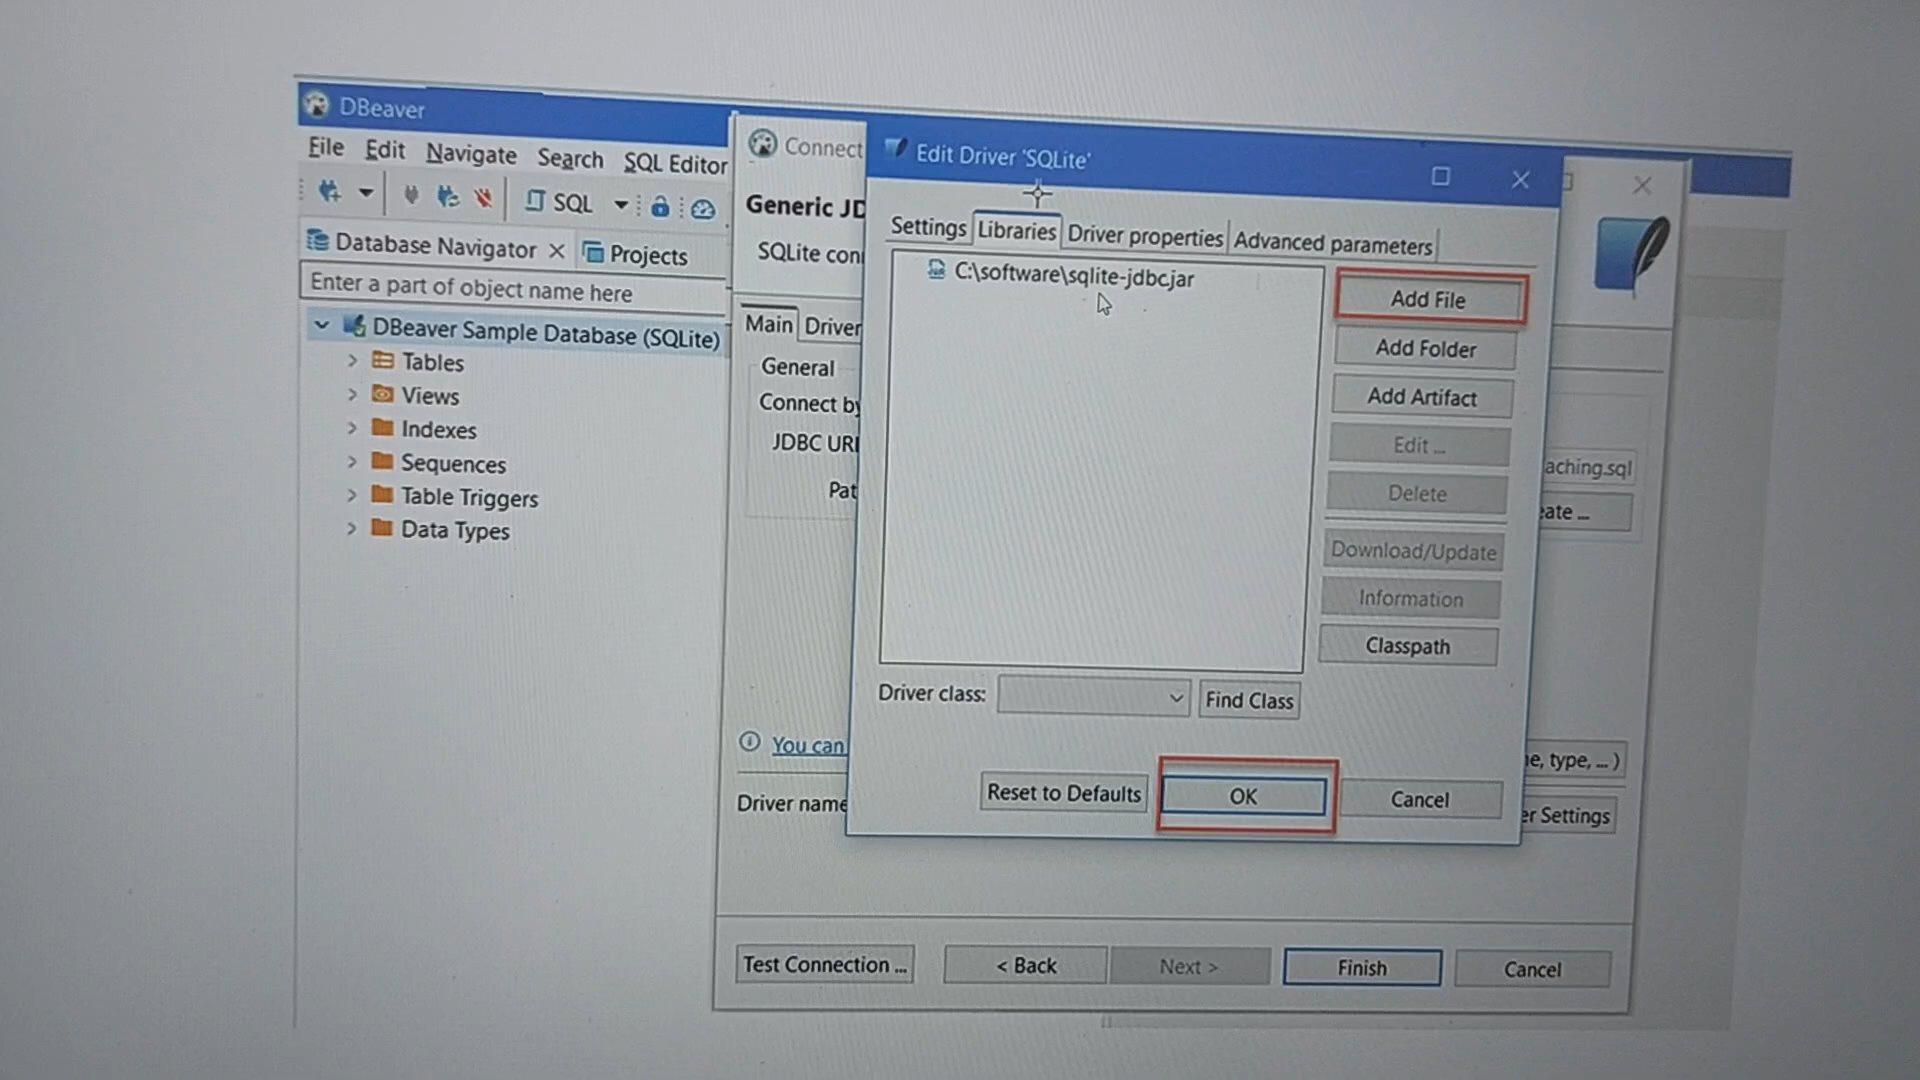 DBeaver
File Edit Navigate Search SQL Editor
SQL
Database Navigator Projects
Enter a part of object name here
DBeaver Sample Database (SQLite)
Tables
Views
Indexes
Sequences
Table Triggers
Data Types
Connect
Generic JD
SQLite con
Main Driver
General
Connect by
JDBC URI
Pat
You can
Driver name
aching.sql
eate ...
e, type, ... )
er Settings
Test Connection ... < Back Next > Finish Cancel
Edit Driver 'SQLite'
Settings Libraries Driver properties Advanced parameters
C:\software\sqlite-jdbc.jar
Add File
Add Folder
Add Artifact
Edit ...
Delete
Download/Update
Information
Classpath
Driver class: Find Class
Reset to Defaults OK Cancel